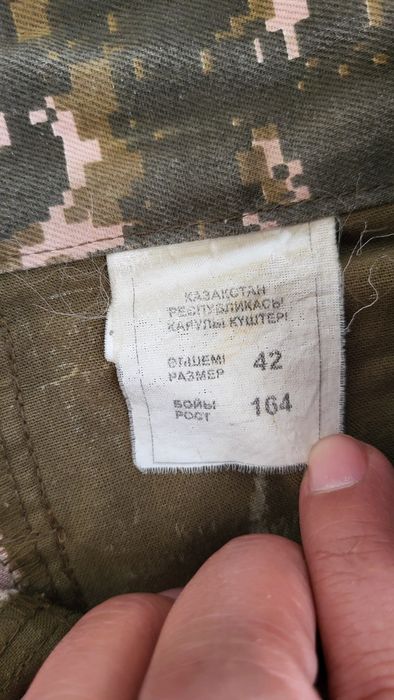 ҚАЗАҚСТАН
РЕСПУБЛИКАСЫ
ҚАРУЛЫ КҮШТЕРІ
ӨЛШЕМІ 42
РАЗМЕР
БОЙЫ 164
РОСТ